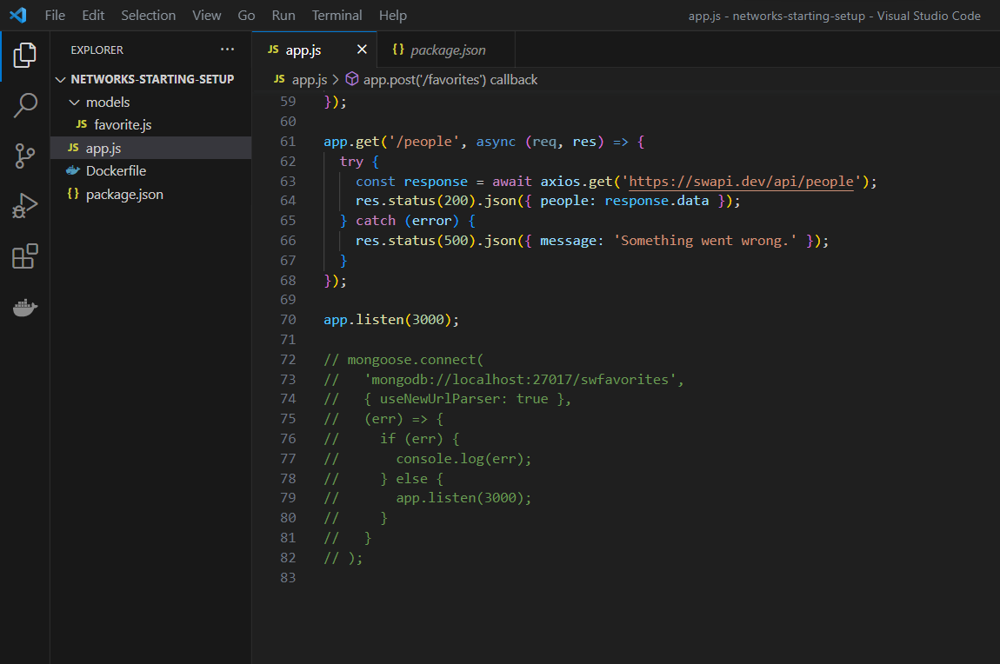 File Edit Selection View Go Run Terminal Help
app.js - networks-starting-setup - Visual Studio Code
EXPLORER ···
NETWORKS-STARTING-SETUP
models
JS favorite.js
JS app.js
Dockerfile
{} package.json
JS app.js
{} package.json
JS app.js > app.post('/favorites') callback
59 });
60
61 app.get('/people', async (req, res) => {
62   try {
63     const response = await axios.get('https://swapi.dev/api/people');
64     res.status(200).json({ people: response.data });
65   } catch (error) {
66     res.status(500).json({ message: 'Something went wrong.' });
67   }
68 });
69
70 app.listen(3000);
71
72 // mongoose.connect(
73 //   'mongodb://localhost:27017/swfavorites',
74 //   { useNewUrlParser: true },
75 //   (err) => {
76 //     if (err) {
77 //       console.log(err);
78 //     } else {
79 //       app.listen(3000);
80 //     }
81 //   }
82 // );
83